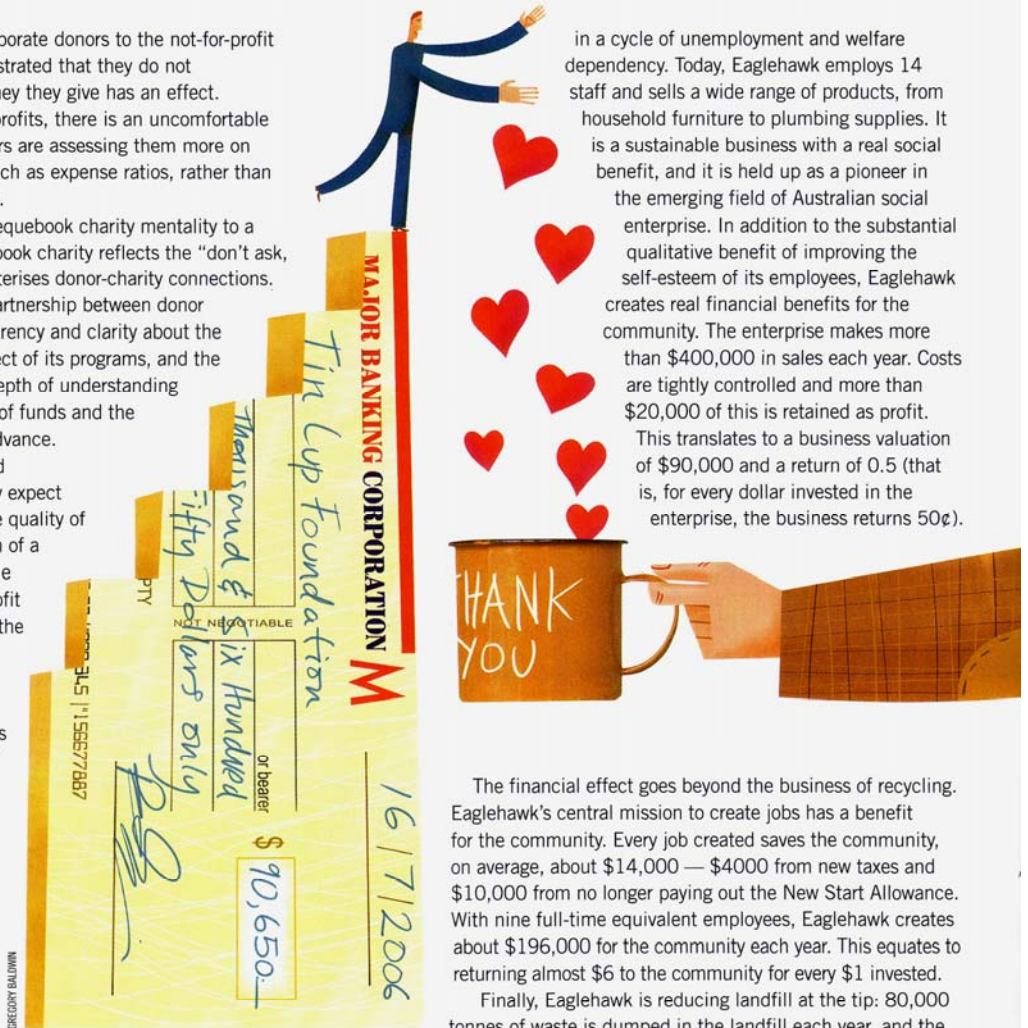 porate donors to the not-for-profit
strated that they do not
ney they give has an effect.
profits, there is an uncomfortable
rs are assessing them more on
ch as expense ratios, rather than
.
equebook charity mentality to a
book charity reflects the “don't ask,
terises donor-charity connections.
artnership between donor
rency and clarity about the
ect of its programs, and the
epth of understanding
of funds and the
dvance.
d
y expect
e quality of
n of a
e
ofit
the
s
GREGORY BALDWIN
MAJOR BANKING CORPORATION M
16/7/2006
Tin Cup Foundation
or bearer
Thousand & Six Hundred
Fifty Dollars only
$ 90,650.
NOT NEGOTIABLE
PTY
345 156677887
in a cycle of unemployment and welfare
dependency. Today, Eaglehawk employs 14
staff and sells a wide range of products, from
household furniture to plumbing supplies. It
is a sustainable business with a real social
benefit, and it is held up as a pioneer in
the emerging field of Australian social
enterprise. In addition to the substantial
qualitative benefit of improving the
self-esteem of its employees, Eaglehawk
creates real financial benefits for the
community. The enterprise makes more
than $400,000 in sales each year. Costs
are tightly controlled and more than
$20,000 of this is retained as profit.
This translates to a business valuation
of $90,000 and a return of 0.5 (that
is, for every dollar invested in the
enterprise, the business returns 50¢).
THANK
YOU
The financial effect goes beyond the business of recycling.
Eaglehawk's central mission to create jobs has a benefit
for the community. Every job created saves the community,
on average, about $14,000 — $4000 from new taxes and
$10,000 from no longer paying out the New Start Allowance.
With nine full-time equivalent employees, Eaglehawk creates
about $196,000 for the community each year. This equates to
returning almost $6 to the community for every $1 invested.
Finally, Eaglehawk is reducing landfill at the tip: 80,000
tonnes of waste is dumped in the landfill each year, and the